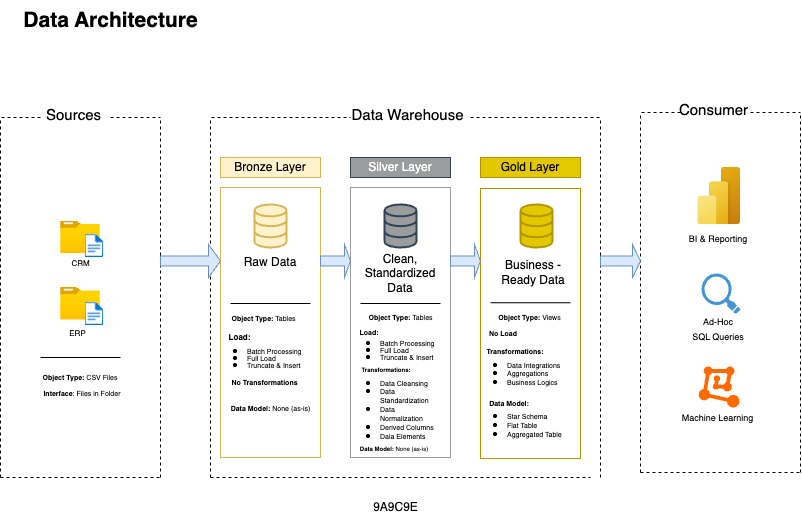 Data Architecture
Sources
CRM
ERP
Object Type: CSV Files
Interface: Files in Folder
Data Warehouse
Bronze Layer
Raw Data
Object Type: Tables
Load:
Batch Processing
Full Load
Truncate & Insert
No Transformations
Data Model: None (as-is)
Silver Layer
Clean,
Standardized
Data
Object Type: Tables
Load:
Batch Processing
Full Load
Truncate & Insert
Transformations:
Data Cleansing
Data
Standardization
Data
Normalization
Derived Columns
Data Elements
Data Model: None (as-is)
Gold Layer
Business -
Ready Data
Object Type: Views
No Load
Transformations:
Data Integrations
Aggregations
Business Logics
Data Model:
Star Schema
Flat Table
Aggregated Table
Consumer
BI & Reporting
Ad-Hoc
SQL Queries
Machine Learning
9A9C9E